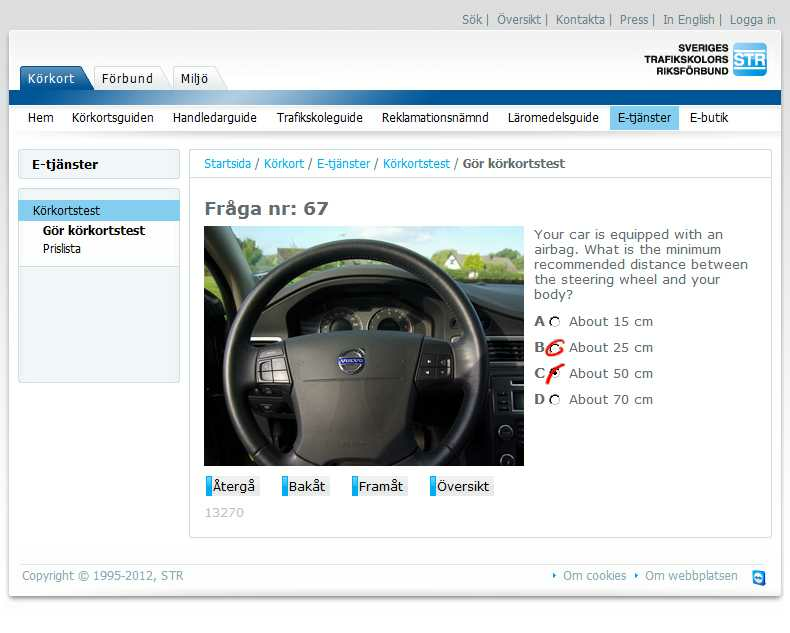 Sök | Översikt | Kontakta | Press | In English | Logga in
SVERIGES
TRAFIKSKOLORS
RIKSFÖRBUND
STR
Körkort Förbund Miljö
Hem Körkortsguiden Handledarguide Trafikskoleguide Reklamationsnämnd Läromedelsguide E-tjänster E-butik
E-tjänster
Körkortstest
Gör körkortstest
Prislista
Startsida / Körkort / E-tjänster / Körkortstest / Gör körkortstest
Fråga nr: 67
VOLVO
Your car is equipped with an
airbag. What is the minimum
recommended distance between
the steering wheel and your
body?
A About 15 cm
B About 25 cm
C About 50 cm
D About 70 cm
Återgå Bakåt Framåt Översikt
13270
Copyright © 1995-2012, STR
Om cookies Om webbplatsen